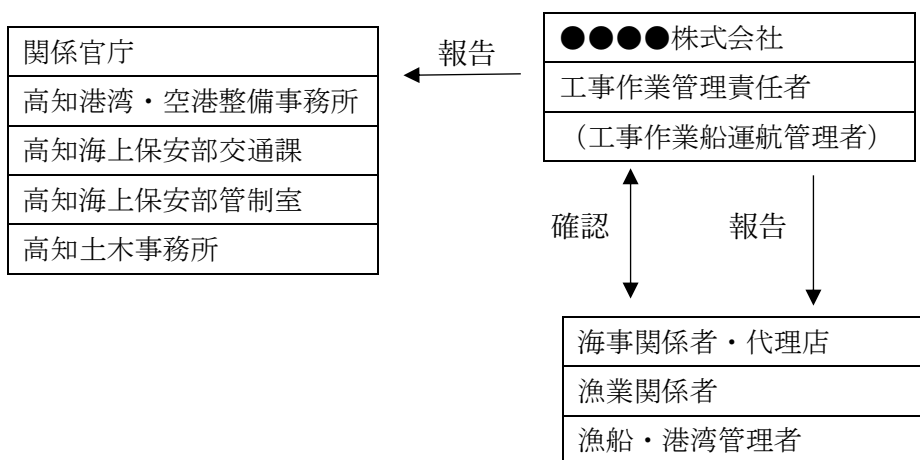 関係官庁
高知港湾・空港整備事務所
高知海上保安部交通課
高知海上保安部管制室
高知土木事務所
報告
●●●●株式会社
工事作業管理責任者
（工事作業船運航管理者）
確認
報告
海事関係者・代理店
漁業関係者
漁船・港湾管理者